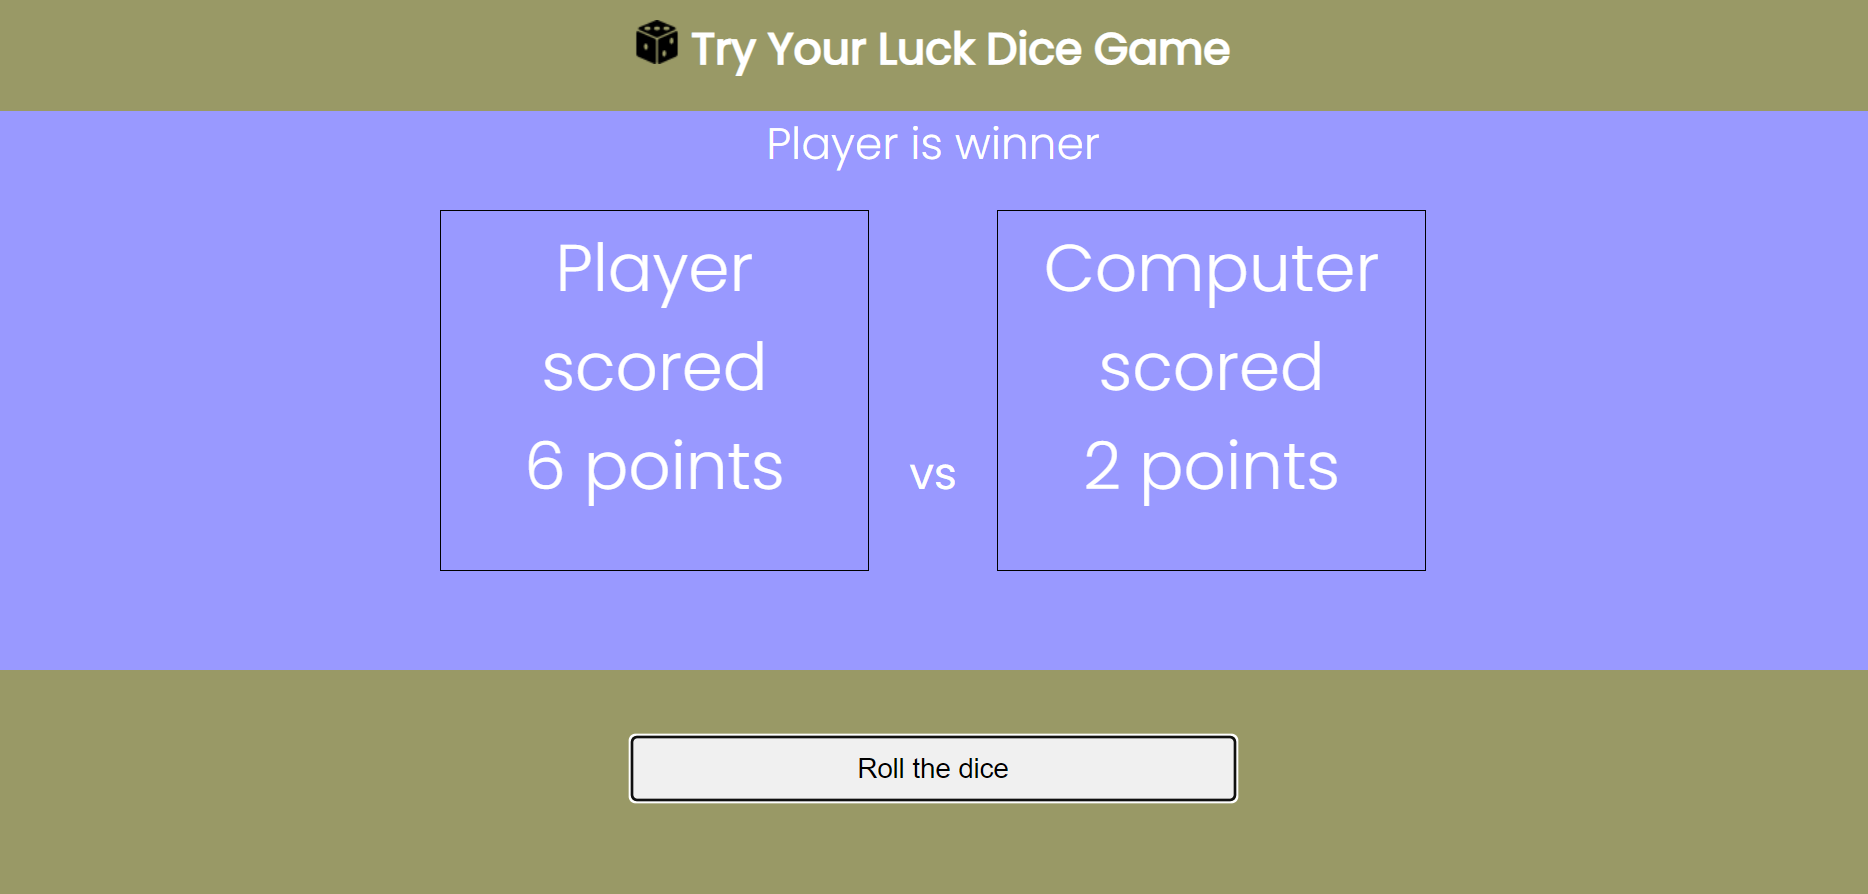 Try Your Luck Dice Game
Player is winner
Player
scored
6 points
vs
Computer
scored
2 points
Roll the dice